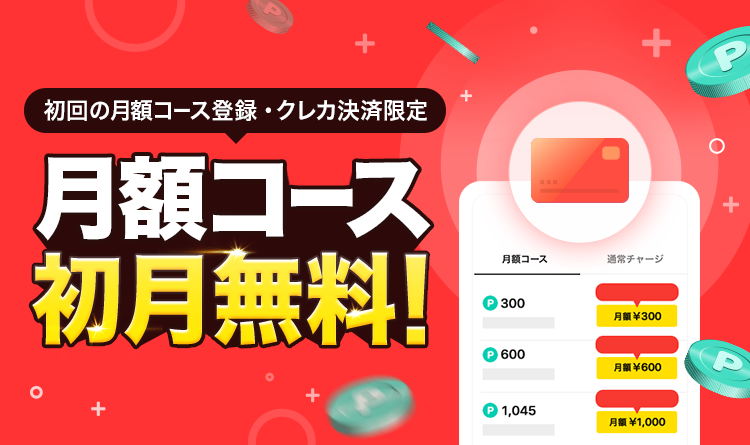 初回の月額コース登録・クレカ決済限定
月額コース
初月無料!
月額コース 通常チャージ
P 300
月額¥300
P 600
月額¥600
P 1,045
月額¥1,000
P
P
P